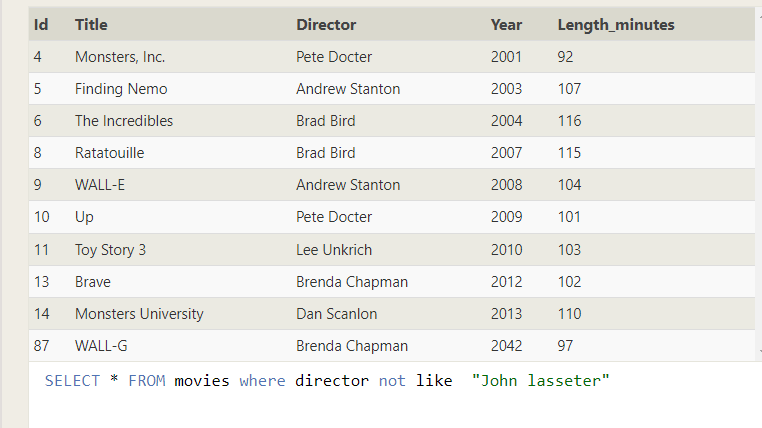 Id Title Director Year Length_minutes
4 Monsters, Inc. Pete Docter 2001 92
5 Finding Nemo Andrew Stanton 2003 107
6 The Incredibles Brad Bird 2004 116
8 Ratatouille Brad Bird 2007 115
9 WALL-E Andrew Stanton 2008 104
10 Up Pete Docter 2009 101
11 Toy Story 3 Lee Unkrich 2010 103
13 Brave Brenda Chapman 2012 102
14 Monsters University Dan Scanlon 2013 110
87 WALL-G Brenda Chapman 2042 97
SELECT * FROM movies where director not like  "John lasseter"